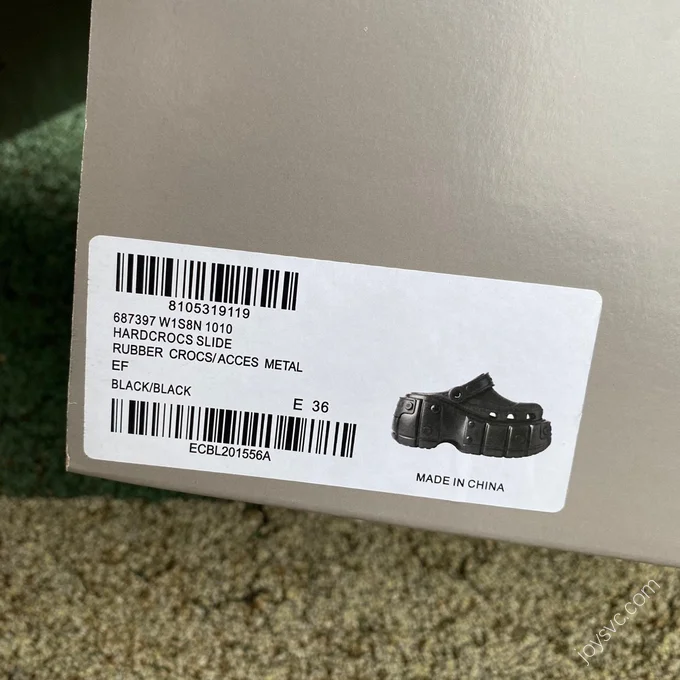 8105319119
687397 W1S8N 1010
HARDCROCS SLIDE
RUBBER CROCS/ACCES METAL
EF
BLACK/BLACK
E 36
ECBL201556A
MADE IN CHINA
joysvc.com